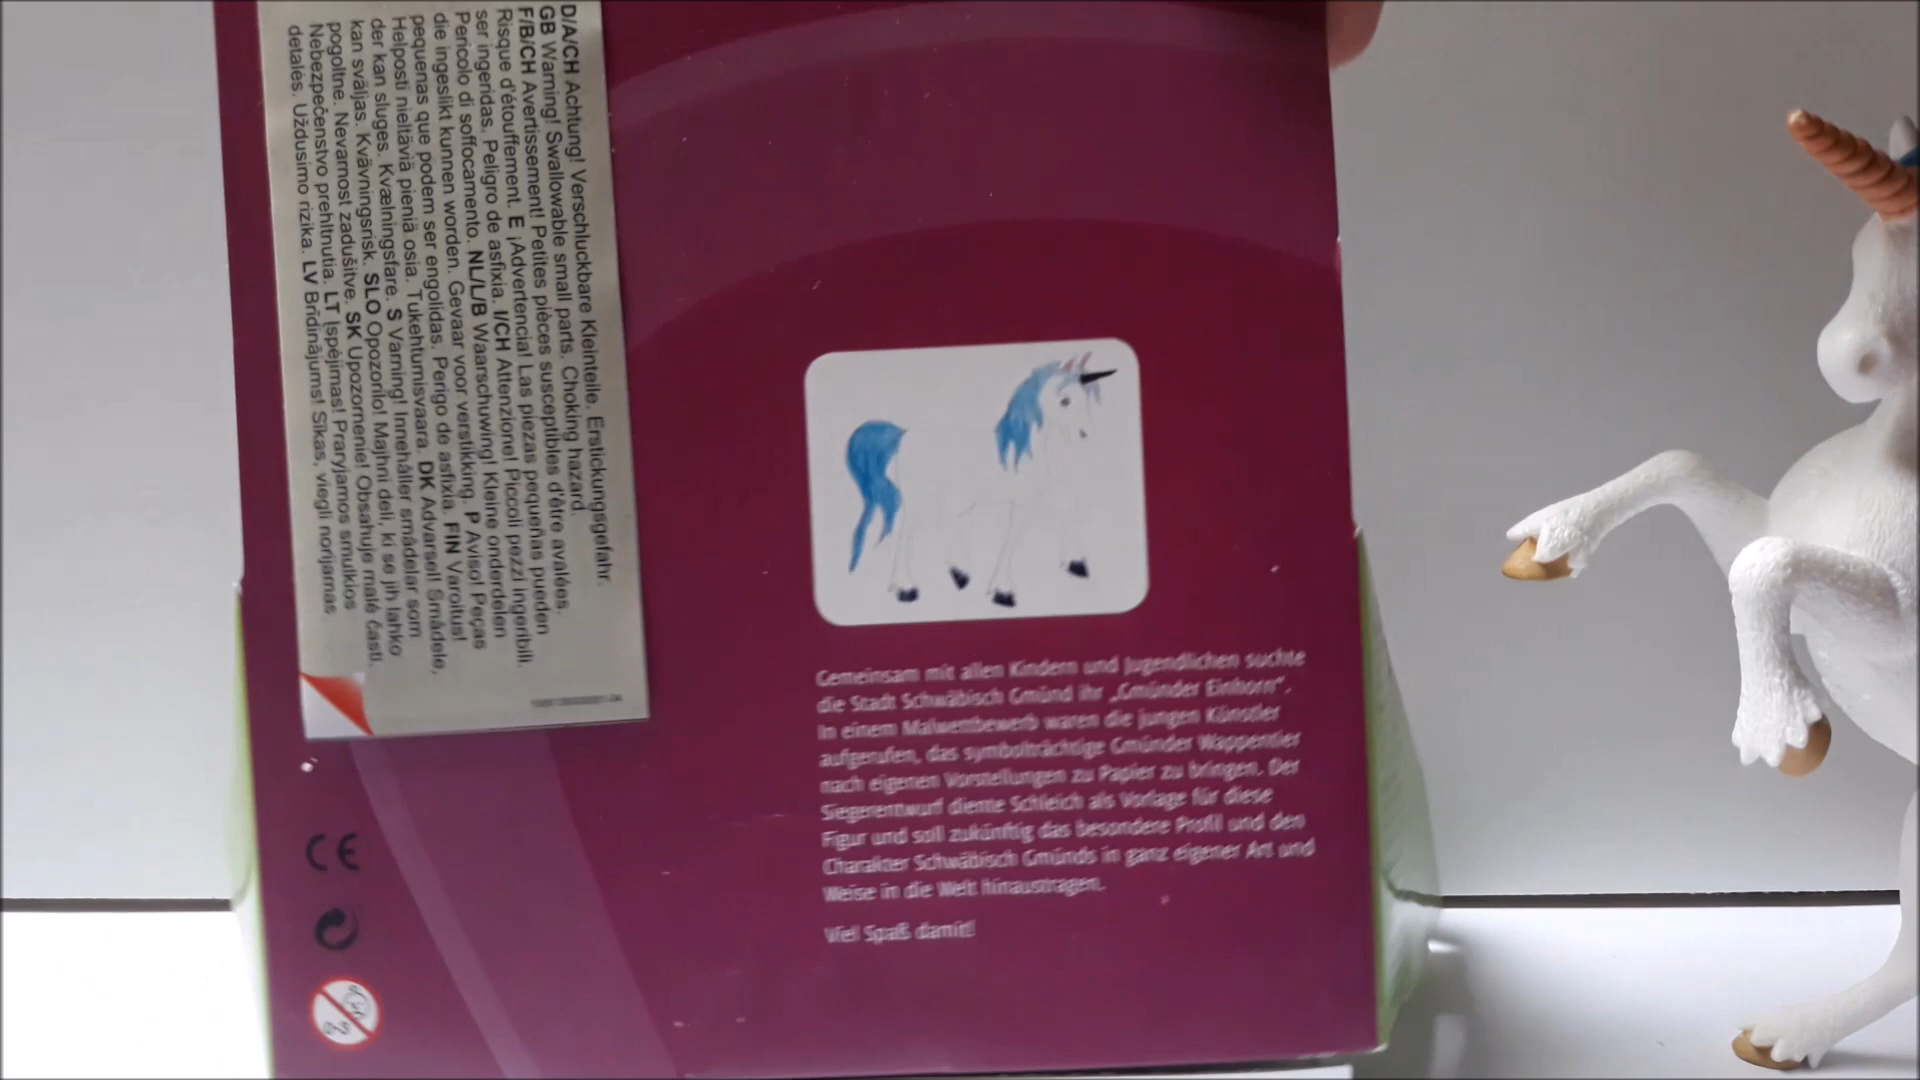 D/A/CH Achtung! Verschluckbare Kleinteile. Erstickungsgefahr.
GB Warning! Swallowable small parts. Choking hazard.
F/B/CH Avertissement! Petites pièces susceptibles d'être avalées.
Risque d'étouffement. E ¡Advertencia! Las piezas pequeñas pueden
ser ingeridas. Peligro de asfixia. I/CH Attenzione! Piccoli pezzi ingeribili.
Pericolo di soffocamento. NL/L/B Waarschuwing! Kleine onderdelen
die ingeslikt kunnen worden. Gevaar voor verstikking. P Aviso! Peças
pequenas que podem ser engolidas. Perigo de asfixia. FIN Varoitus!
Helposti nieltäviä pieniä osia. Tukehtumisvaara. DK Advarsel! Smådele,
der kan sluges. Kvælningsfare. S Varning! Innehåller smådelar som
kan sväljas. Kvävningsrisk. SLO Opozorilo! Majhni deli, ki se jih lahko
pogoltne. Nevarnost zadušitve. SK Upozornenie! Obsahuje malé časti.
Nebezpečenstvo prehltnutia. LT Įspėjimas! Praryjamos smulkios
detalės. Uždusimo rizika. LV Brīdinājums! Sīkas, viegli norijamas
CE
Gemeinsam mit allen Kindern und Jugendlichen suchte
die Stadt Schwäbisch Gmünd ihr „Gmünder Einhorn“.
In einem Malwettbewerb waren die jungen Künstler
aufgerufen, das symbolträchtige Gmünder Wappentier
nach eigenen Vorstellungen zu Papier zu bringen. Der
Siegerentwurf diente Schleich als Vorlage für diese
Figur und soll zukünftig das besondere Profil und den
Charakter Schwäbisch Gmünds in ganz eigener Art und
Weise in die Welt hinaustragen.
Viel Spaß damit!